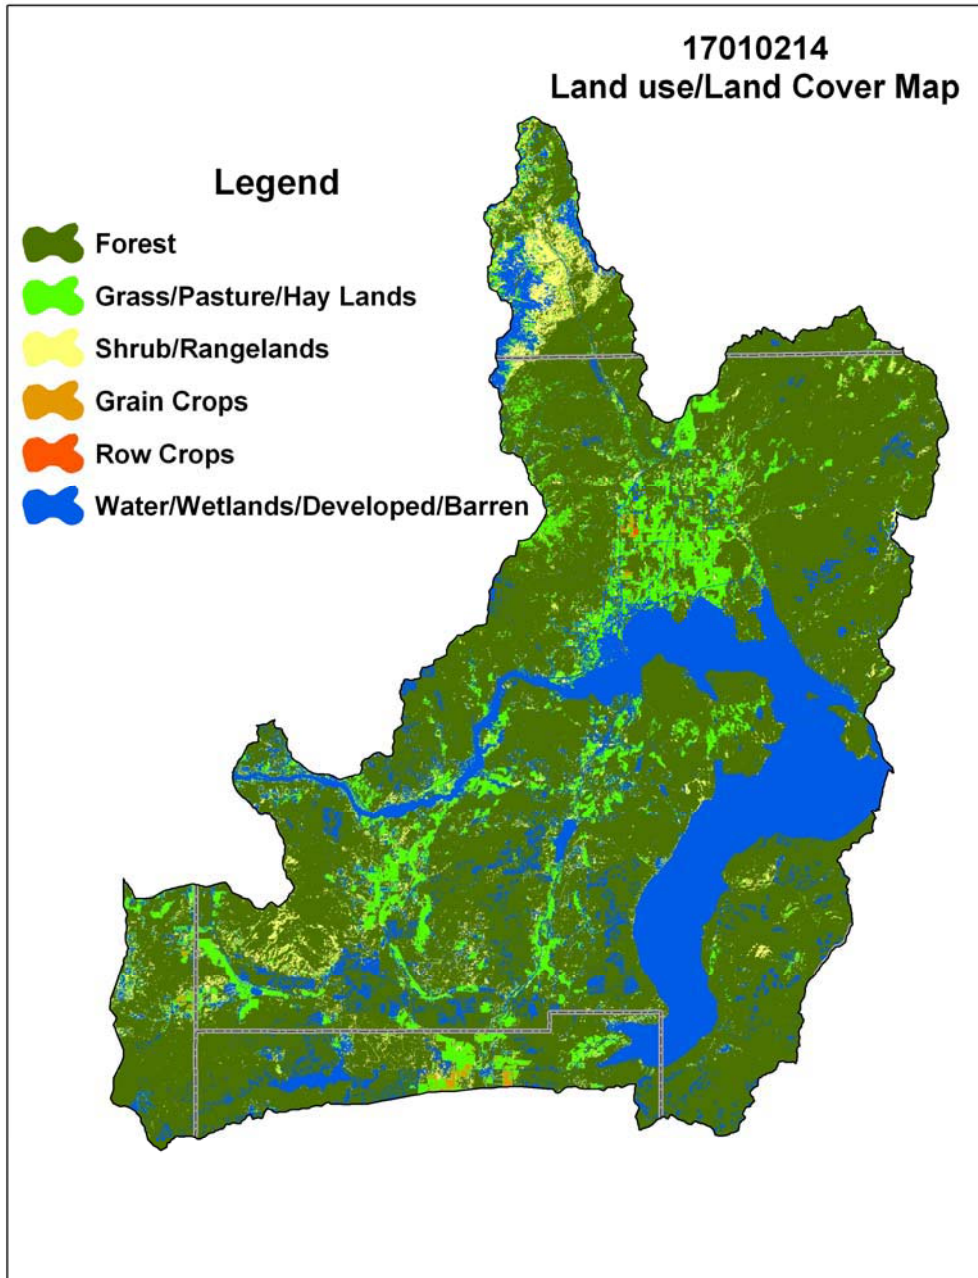 17010214
Land use/Land Cover Map
Legend
Forest
Grass/Pasture/Hay Lands
Shrub/Rangelands
Grain Crops
Row Crops
Water/Wetlands/Developed/Barren